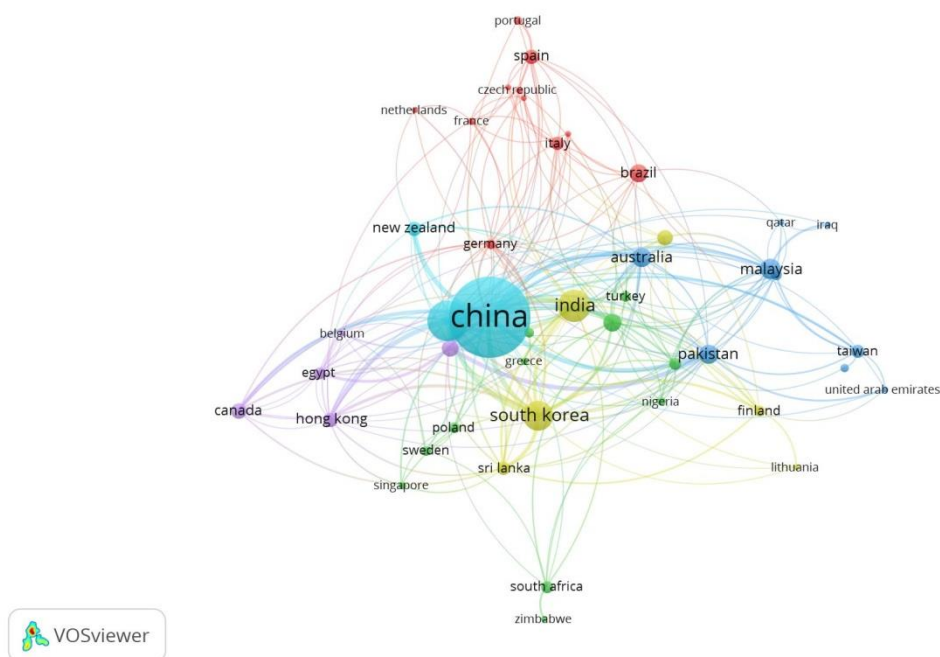 portugal
spain
czech republic
netherlands
france
italy
brazil
qatar
iraq
new zealand
germany
australia
malaysia
turkey
india
china
belgium
greece
pakistan
taiwan
egypt
united arab emirates
nigeria
canada
hong kong
south korea
finland
poland
sweden
sri lanka
lithuania
singapore
south africa
zimbabwe
VOSviewer